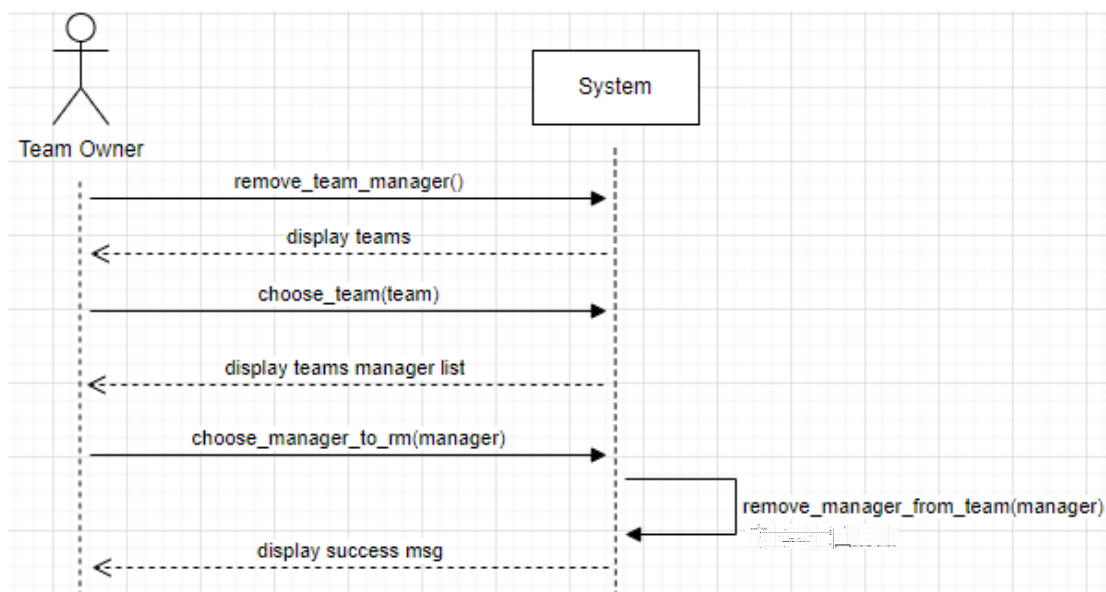 System
Team Owner
remove_team_manager()
display teams
choose_team(team)
display teams manager list
choose_manager_to_rm(manager)
remove_manager_from_team(manager)
display success msg